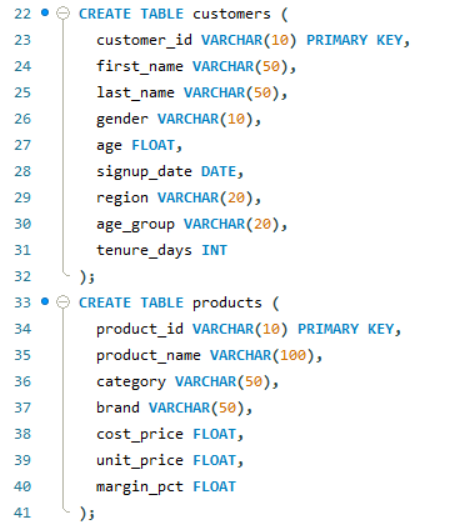 22 CREATE TABLE customers (
23 customer_id VARCHAR(10) PRIMARY KEY,
24 first_name VARCHAR(50),
25 last_name VARCHAR(50),
26 gender VARCHAR(10),
27 age FLOAT,
28 signup_date DATE,
29 region VARCHAR(20),
30 age_group VARCHAR(20),
31 tenure_days INT
32 );
33 CREATE TABLE products (
34 product_id VARCHAR(10) PRIMARY KEY,
35 product_name VARCHAR(100),
36 category VARCHAR(50),
37 brand VARCHAR(50),
38 cost_price FLOAT,
39 unit_price FLOAT,
40 margin_pct FLOAT
41 );